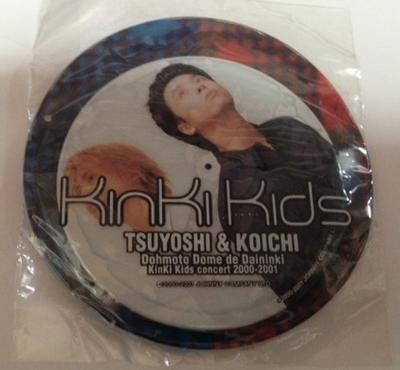 KinKi Kids
TSUYOSHI & KOICHI
Dohmoto Dome de Daininki
KinKi Kids concert 2000-2001